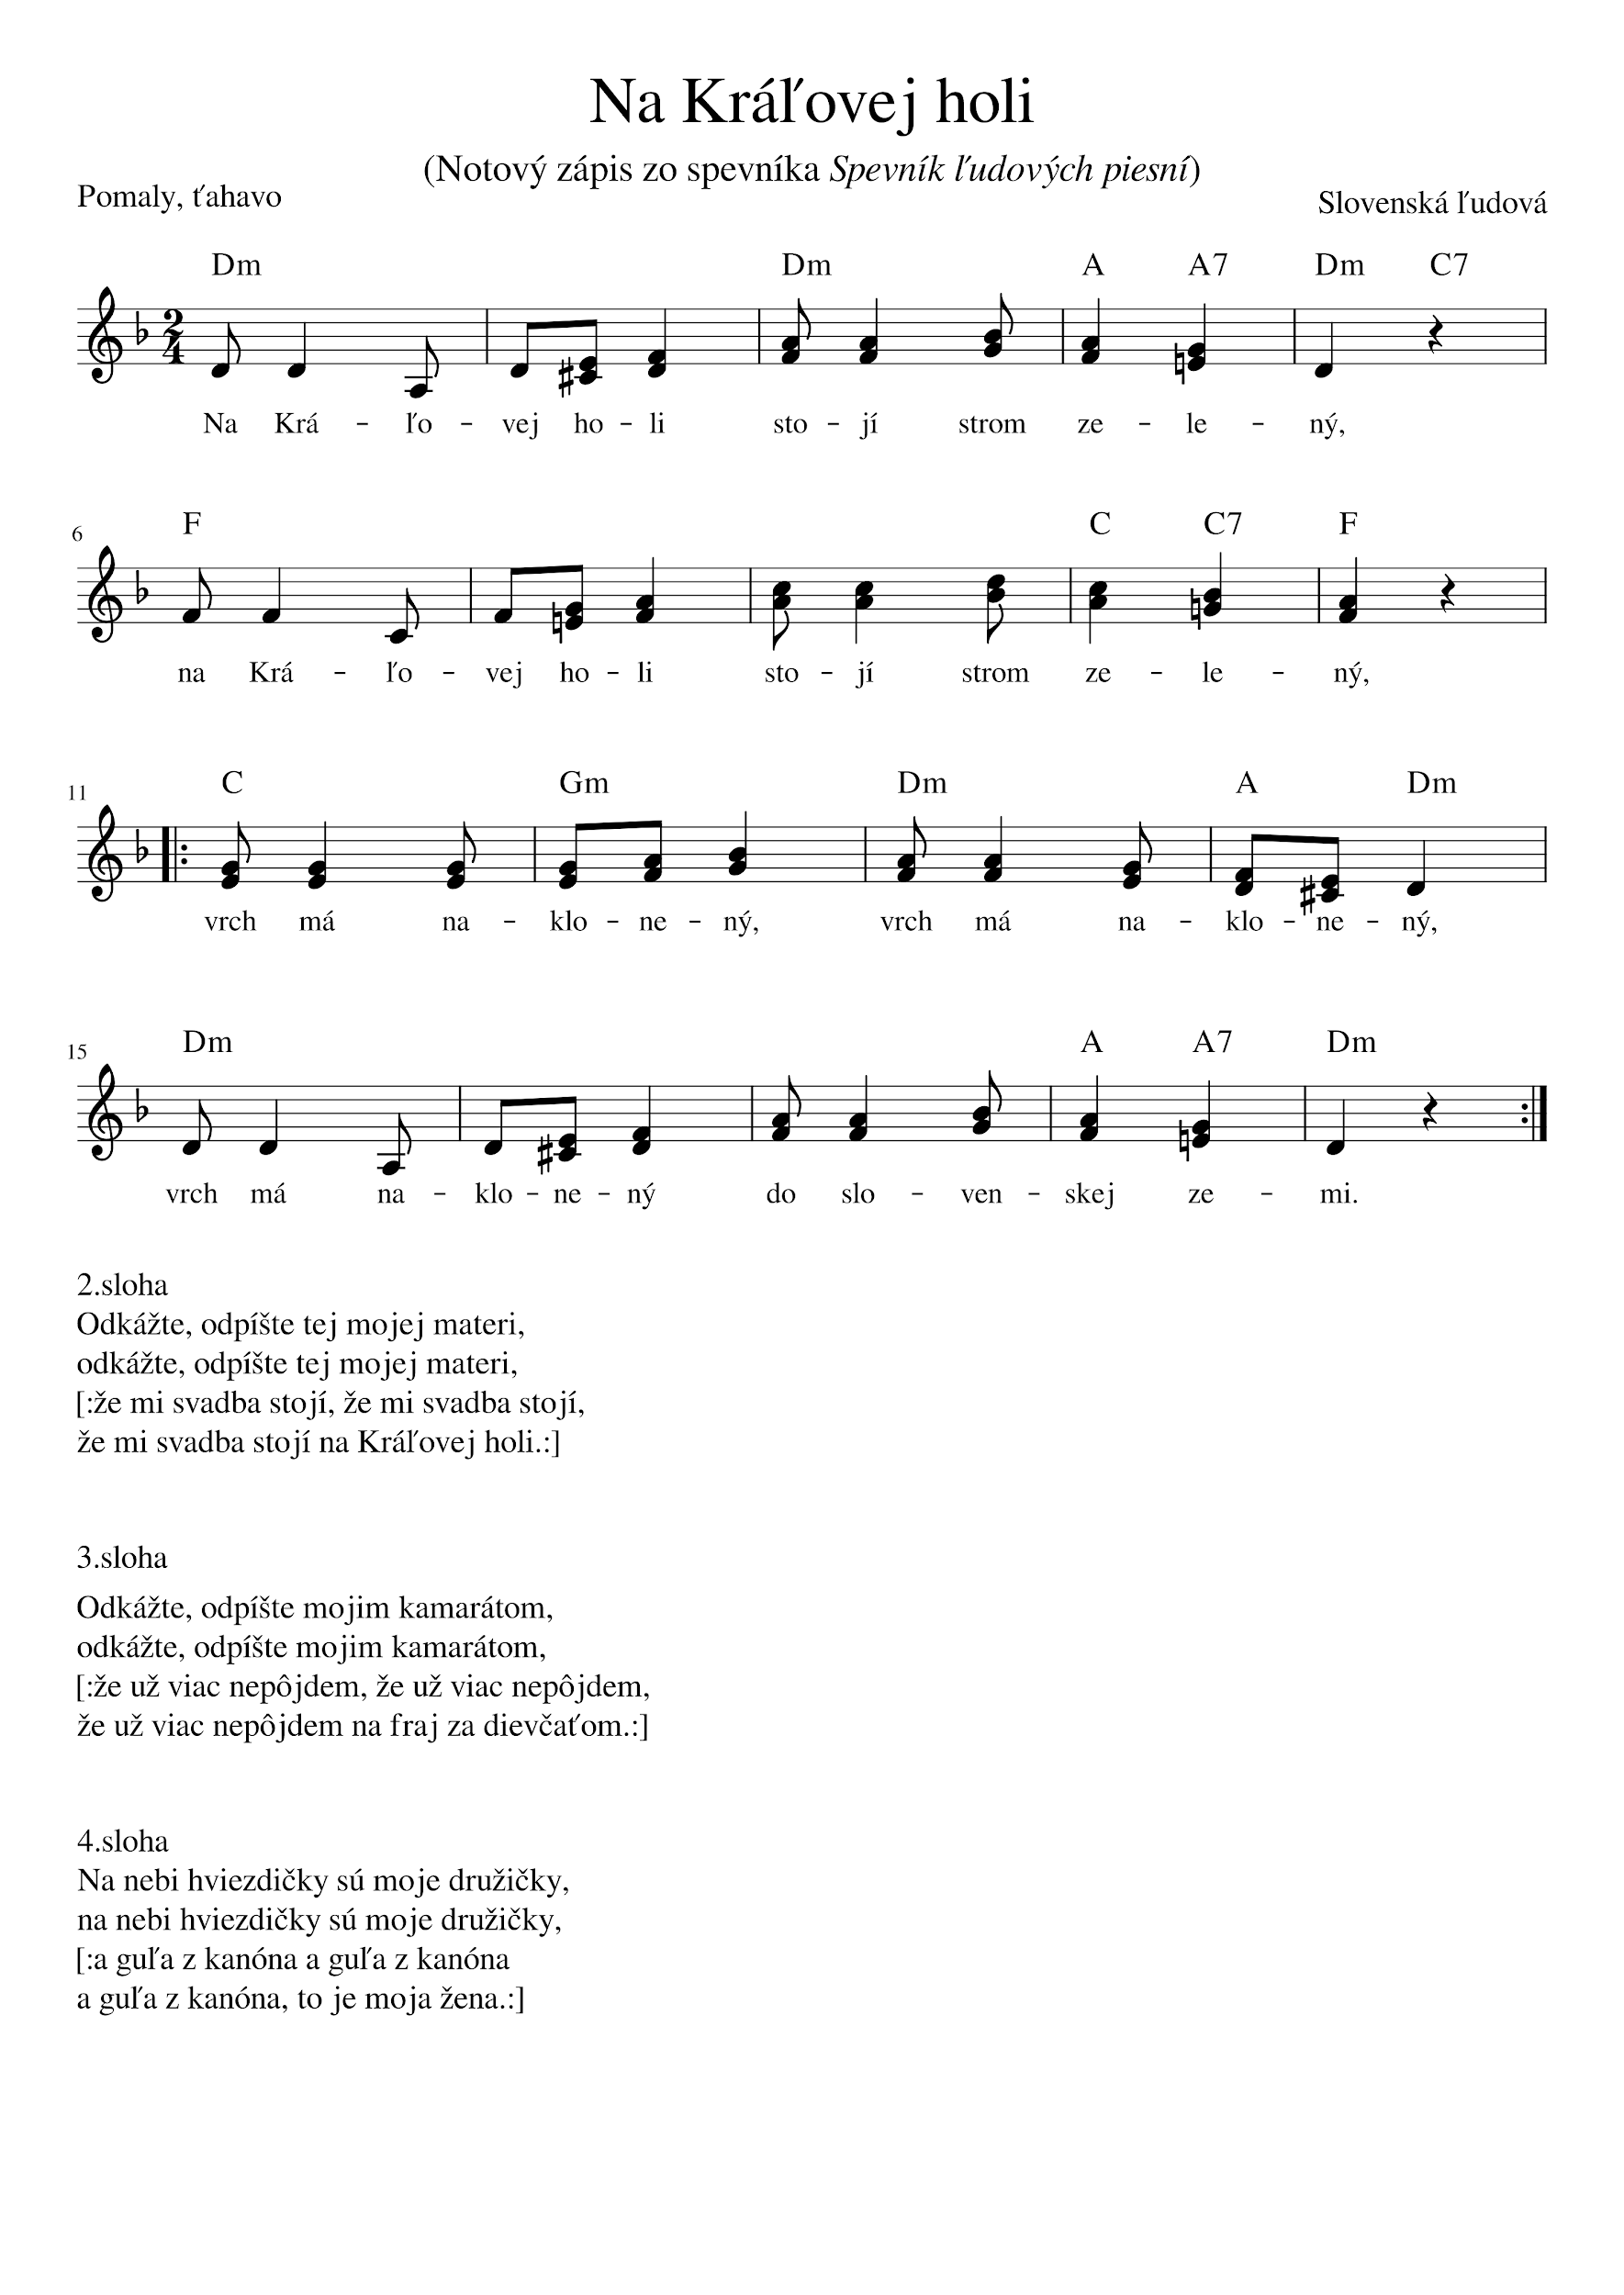 Na Kráľovej holi
(Notový zápis zo spevníka Spevník ľudových piesní)
Pomaly, ťahavo
Slovenská ľudová
Dm Dm A A7 Dm C7
2
4
Na Krá - ľo - vej ho - li sto - jí strom ze - le - ný,
6
F C C7 F
na Krá - ľo - vej ho - li sto - jí strom ze - le - ný,
11
C Gm Dm A Dm
vrch má na - klo - ne - ný, vrch má na - klo - ne - ný,
15
Dm A A7 Dm
vrch má na - klo - ne - ný do slo - ven - skej ze - mi.
2.sloha
Odkážte, odpíšte tej mojej materi,
odkážte, odpíšte tej mojej materi,
[:že mi svadba stojí, že mi svadba stojí,
že mi svadba stojí na Kráľovej holi.:]
3.sloha
Odkážte, odpíšte mojim kamarátom,
odkážte, odpíšte mojim kamarátom,
[:že už viac nepôjdem, že už viac nepôjdem,
že už viac nepôjdem na fraj za dievčaťom.:]
4.sloha
Na nebi hviezdičky sú moje družičky,
na nebi hviezdičky sú moje družičky,
[:a guľa z kanóna a guľa z kanóna
a guľa z kanóna, to je moja žena.:]